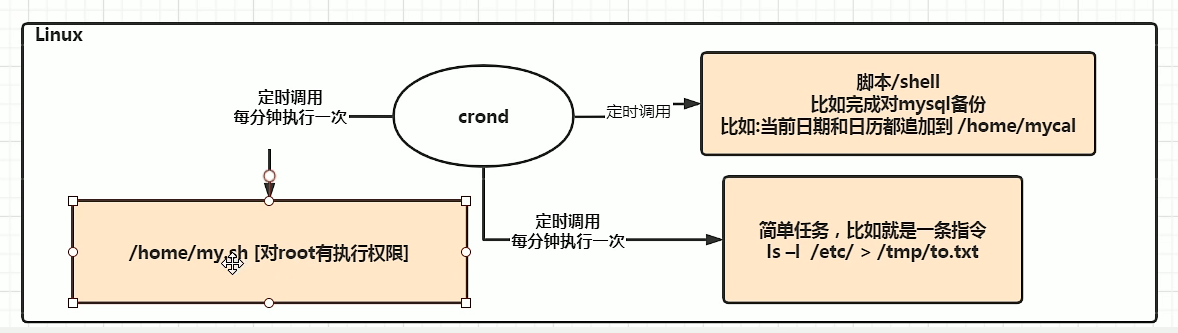 Linux
定时调用
每分钟执行一次
crond
定时调用
脚本/shell
比如完成对mysql备份
比如:当前日期和日历都追加到 /home/mycal
/home/my.sh [对root有执行权限]
定时调用
每分钟执行一次
简单任务，比如就是一条指令
ls –l /etc/ > /tmp/to.txt